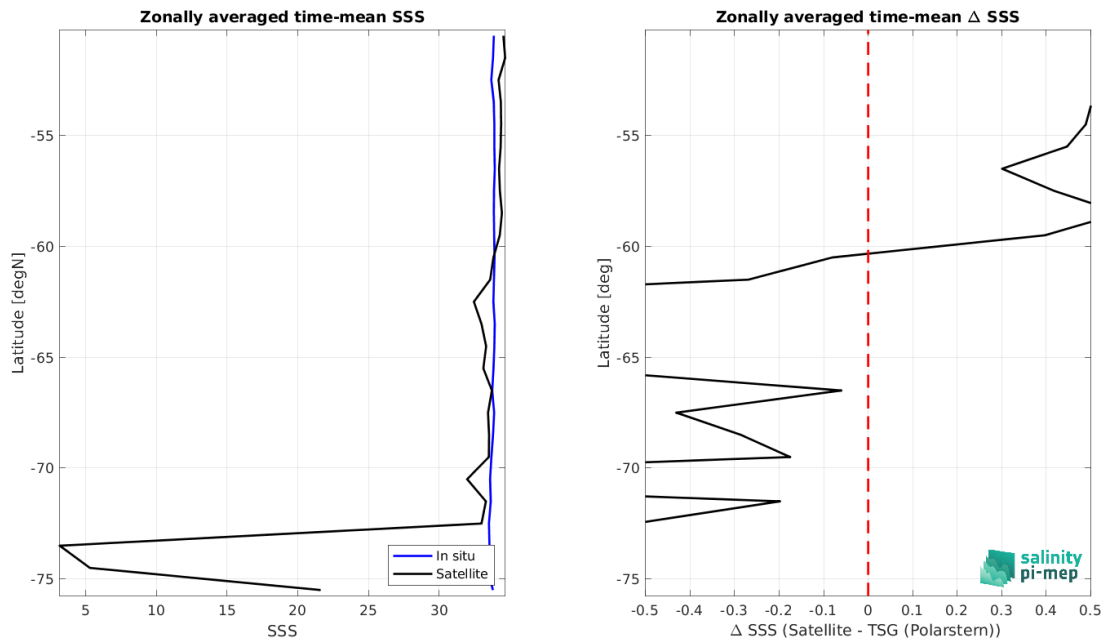 Zonally averaged time-mean SSS
Latitude [degN]
-55
-60
-65
-70
-75
5
10
15
20
25
30
SSS
In situ
Satellite
Zonally averaged time-mean Δ SSS
Latitude [deg]
-55
-60
-65
-70
-75
-0.5
-0.4
-0.3
-0.2
-0.1
0
0.1
0.2
0.3
0.4
0.5
Δ SSS (Satellite - TSG (Polarstern))
salinity
pi-mep